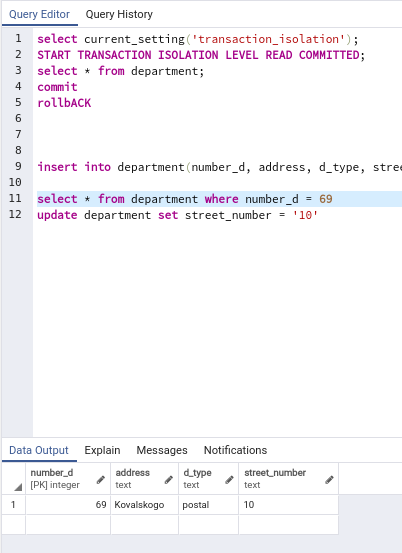 Query Editor Query History
1 select current_setting('transaction_isolation');
2 START TRANSACTION ISOLATION LEVEL READ COMMITTED;
3 select * from department;
4 commit
5 rollbACK
6
7
8
9 insert into department(number_d, address, d_type, stree
10
11 select * from department where number_d = 69
12 update department set street_number = '10'
Data Output Explain Messages Notifications
number_d address d_type street_number
[PK] integer text text text
1 69 Kovalskogo postal 10